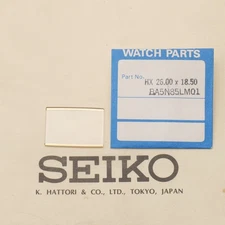 WATCH PARTS
Part No.
RX 26.00 x 18.50
BA5N85LM01
SEIKO
K. HATTORI & CO., LTD., TOKYO, JAPAN